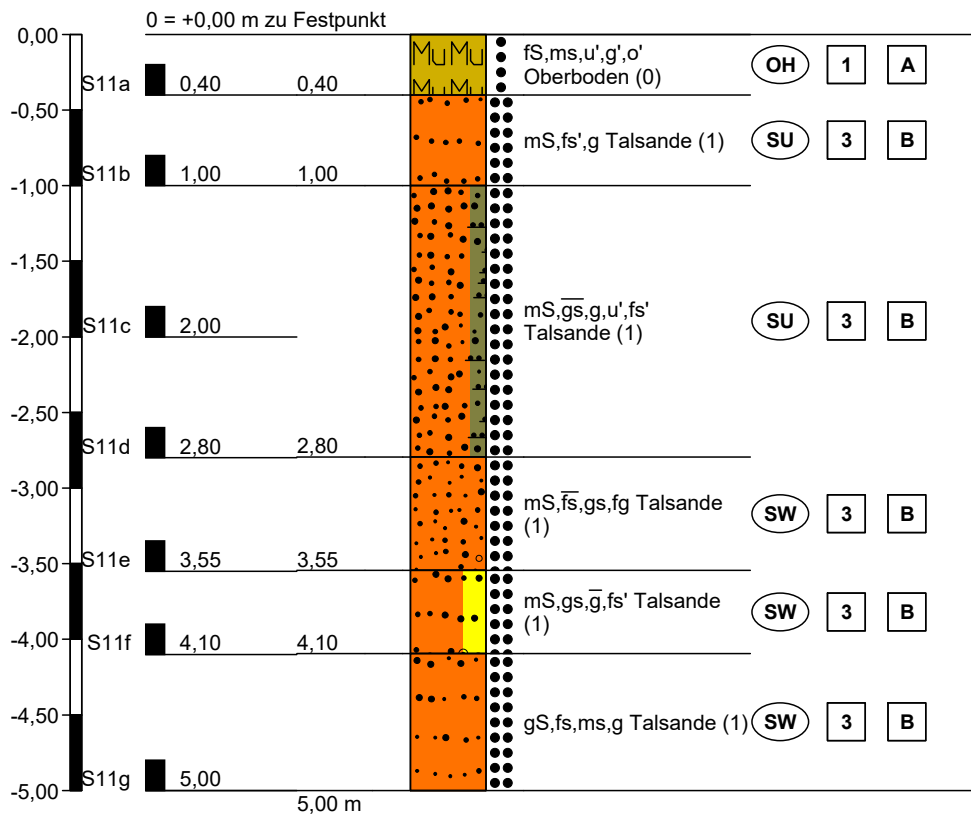 0 = +0,00 m zu Festpunkt
0,00
Mu Mu
Mu Mu
fS,ms,u',g',o'
Oberboden (0)
OH 1 A
S11a 0,40 0,40
-0,50
mS,fs',g Talsande (1)
SU 3 B
S11b 1,00 1,00
-1,00
-1,50
mS,g̅s̅,g,u',fs'
Talsande (1)
SU 3 B
S11c 2,00
-2,00
-2,50
S11d 2,80 2,80
-3,00
mS,f̅s̅,gs,fg Talsande
(1)
SW 3 B
S11e 3,55 3,55
-3,50
mS,gs,g̅,fs' Talsande
(1)
SW 3 B
-4,00
S11f 4,10 4,10
-4,50
gS,fs,ms,g Talsande (1)
SW 3 B
S11g 5,00
-5,00
5,00 m